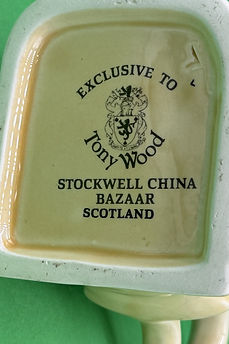 EXCLUSIVE TO
Tony Wood
STOCKWELL CHINA
BAZAAR
SCOTLAND